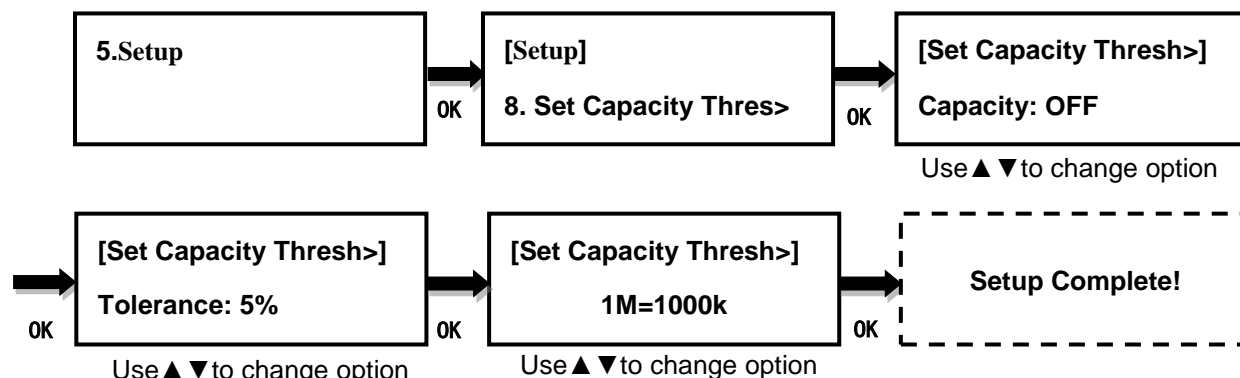 5.Setup
OK
[Setup]
8. Set Capacity Thres>
OK
[Set Capacity Thresh>]
Capacity: OFF
Use▲▼to change option
OK
[Set Capacity Thresh>]
Tolerance: 5%
Use▲▼to change option
OK
[Set Capacity Thresh>]
1M=1000k
Use▲▼to change option
OK
Setup Complete!